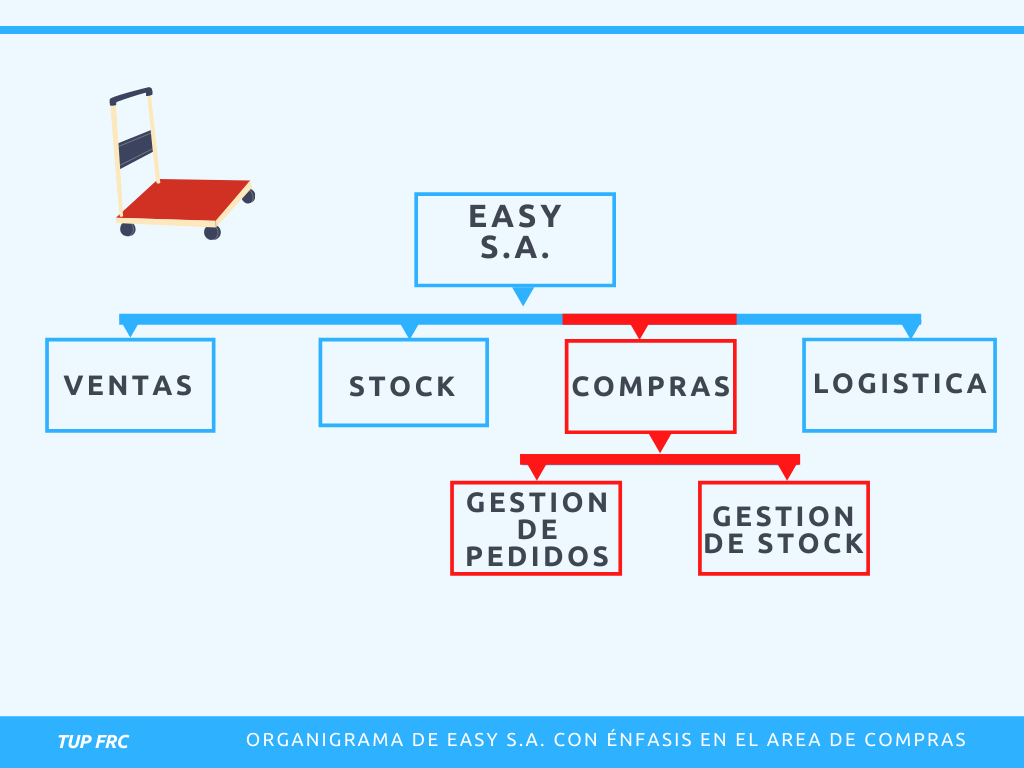 EASY
S.A.
VENTAS
STOCK
COMPRAS
LOGISTICA
GESTION
DE
PEDIDOS
GESTION
DE STOCK
TUP FRC
ORGANIGRAMA DE EASY S.A. CON ÉNFASIS EN EL AREA DE COMPRAS